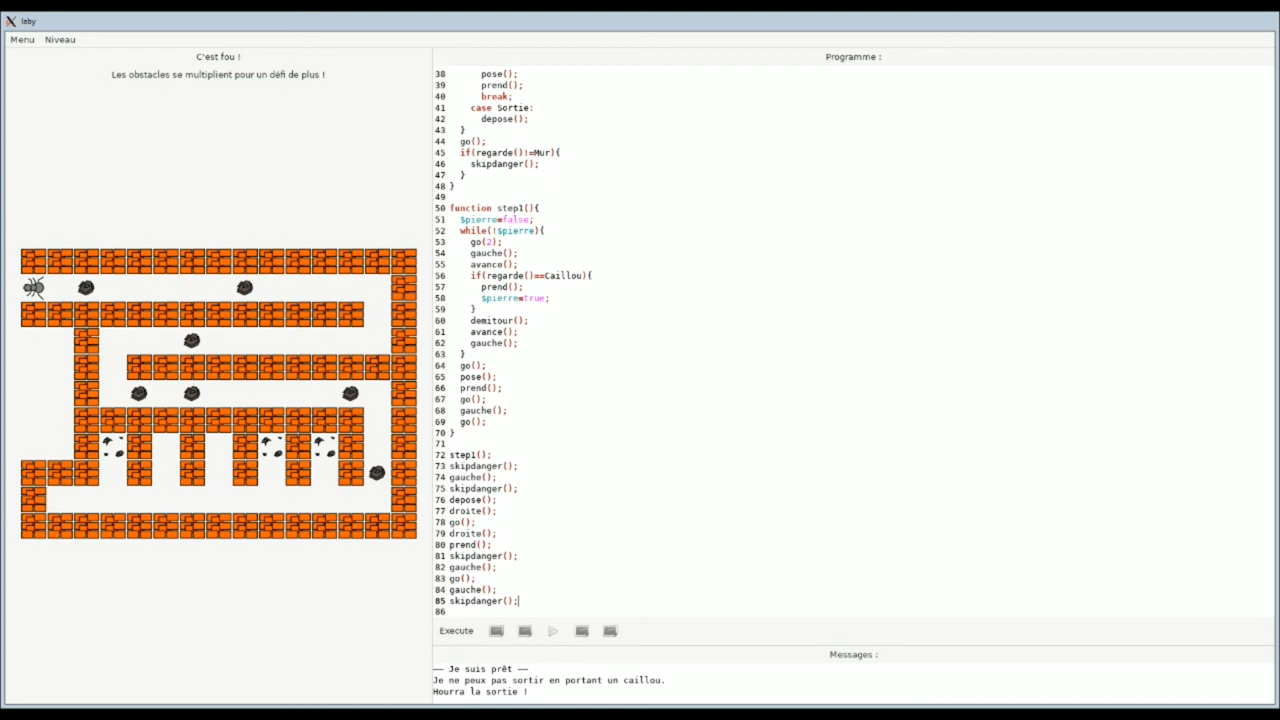 laby
Menu Niveau
C'est fou !
Les obstacles se multiplient pour un défi de plus !
Programme :
38 pose();
39 prend();
40 break;
41 case Sortie:
42 depose();
43 }
44 go();
45 if(regarde()!=Mur){
46 skipdanger();
47 }
48 }
49
50 function step1(){
51 $pierre=false;
52 while(!$pierre){
53 go(2);
54 gauche();
55 avance();
56 if(regarde()==Caillou){
57 prend();
58 $pierre=true;
59 }
60 demitour();
61 avance();
62 gauche();
63 }
64 go();
65 pose();
66 prend();
67 go();
68 gauche();
69 go();
70 }
71
72 step1();
73 skipdanger();
74 gauche();
75 skipdanger();
76 depose();
77 droite();
78 go();
79 droite();
80 prend();
81 skipdanger();
82 gauche();
83 go();
84 gauche();
85 skipdanger();
86
Execute
Messages :
—— Je suis prêt ——
Je ne peux pas sortir en portant un caillou.
Hourra la sortie !